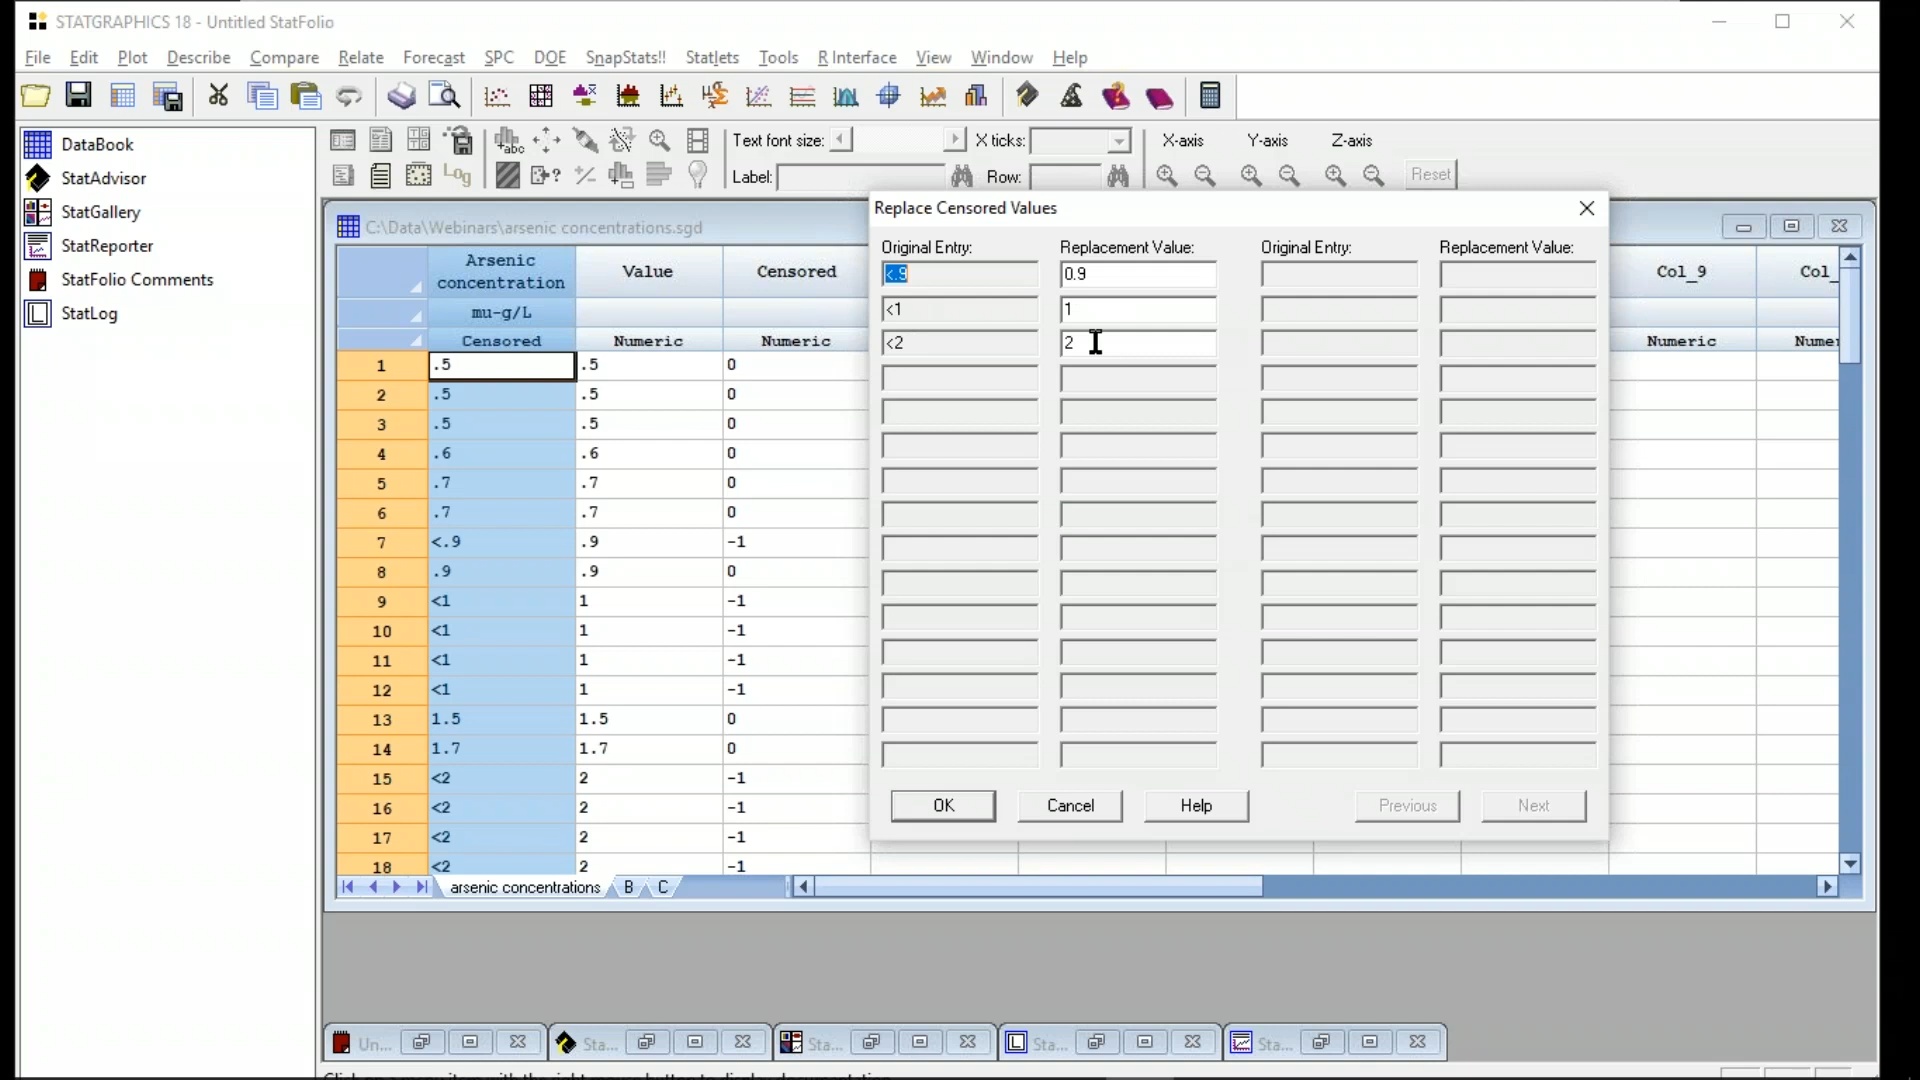 STATGRAPHICS 18 - Untitled StatFolio
File Edit Plot Describe Compare Relate Forecast SPC DOE SnapStats!! Statlets Tools R Interface View Window Help
Text font size: X ticks: X-axis Y-axis Z-axis
Label: Row: Reset
DataBook
StatAdvisor
StatGallery
StatReporter
StatFolio Comments
StatLog
C:\Data\Webinars\arsenic concentrations.sgd
Arsenic concentration Value Censored Col_9 Col_
mu-g/L
Censored Numeric Numeric Numeric Numer
1 .5 .5 0
2 .5 .5 0
3 .5 .5 0
4 .6 .6 0
5 .7 .7 0
6 .7 .7 0
7 <.9 .9 -1
8 .9 .9 0
9 <1 1 -1
10 <1 1 -1
11 <1 1 -1
12 <1 1 -1
13 1.5 1.5 0
14 1.7 1.7 0
15 <2 2 -1
16 <2 2 -1
17 <2 2 -1
18 <2 2 -1
arsenic concentrations B C
Replace Censored Values
Original Entry: Replacement Value: Original Entry: Replacement Value:
<.9 0.9
<1 1
<2 2
OK Cancel Help Previous Next
Un... Sta... Sta... Sta... Sta...